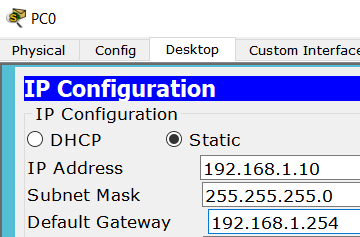 PC0
Physical Config Desktop Custom Interface
IP Configuration
IP Configuration
DHCP Static
IP Address 192.168.1.10
Subnet Mask 255.255.255.0
Default Gateway 192.168.1.254